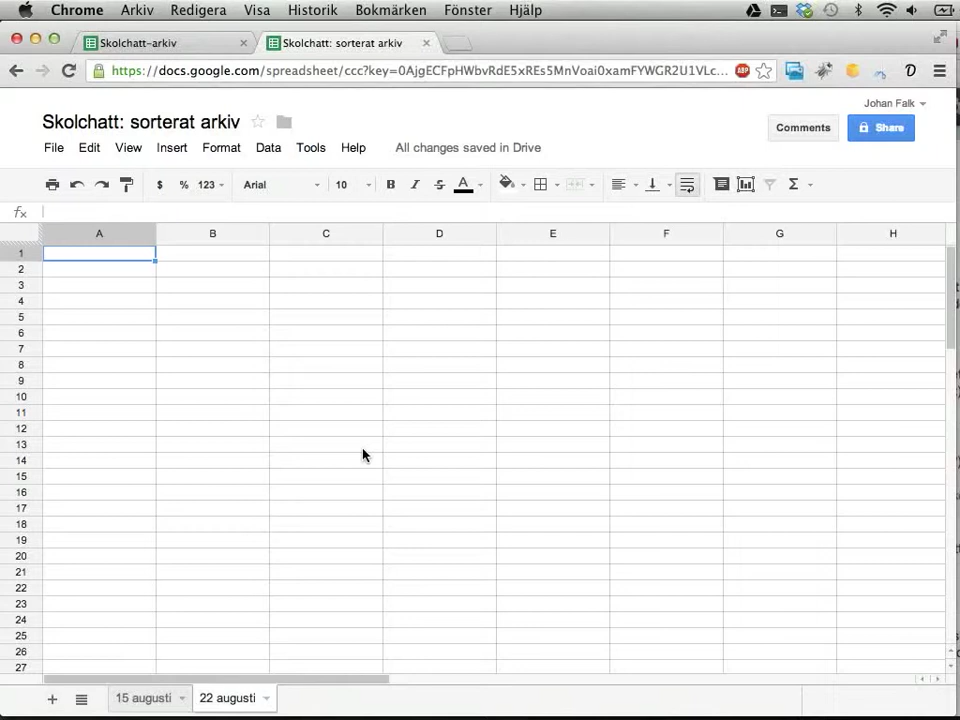 Chrome Arkiv Redigera Visa Historik Bokmärken Fönster Hjälp
Skolchatt-arkiv Skolchatt: sorterat arkiv
https://docs.google.com/spreadsheet/ccc?key=0AjgECFpHWbvRdE5xREs5MnVoai0xamFYWGR2U1VLc... ABP
Johan Falk
Skolchatt: sorterat arkiv Comments Share
File Edit View Insert Format Data Tools Help All changes saved in Drive
$ % 123 Arial 10 B I S A Σ
fx
A B C D E F G H
1
2
3
4
5
6
7
8
9
10
11
12
13
14
15
16
17
18
19
20
21
22
23
24
25
26
27
15 augusti 22 augusti